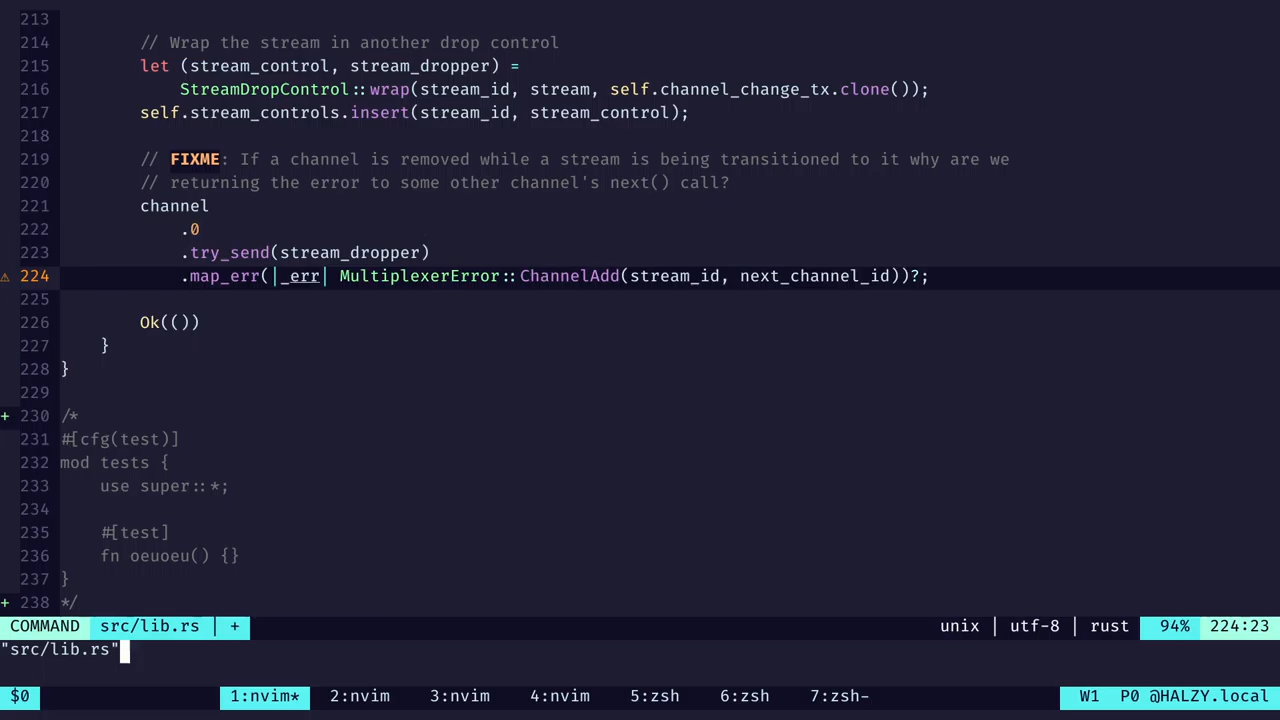 213
214 // Wrap the stream in another drop control
215 let (stream_control, stream_dropper) =
216 StreamDropControl::wrap(stream_id, stream, self.channel_change_tx.clone());
217 self.stream_controls.insert(stream_id, stream_control);
218
219 // FIXME: If a channel is removed while a stream is being transitioned to it why are we
220 // returning the error to some other channel's next() call?
221 channel
222 .0
223 .try_send(stream_dropper)
⚠ 224 .map_err(|_err| MultiplexerError::ChannelAdd(stream_id, next_channel_id))?;
225
226 Ok(())
227 }
228 }
229
+ 230 /*
231 #[cfg(test)]
232 mod tests {
233 use super::*;
234
235 #[test]
236 fn oeuoeu() {}
237 }
+ 238 */
COMMAND src/lib.rs | + unix | utf-8 | rust 94% 224:23
"src/lib.rs"
$0 1:nvim* 2:nvim 3:nvim 4:nvim 5:zsh 6:zsh 7:zsh- W1 P0 @HALZY.local